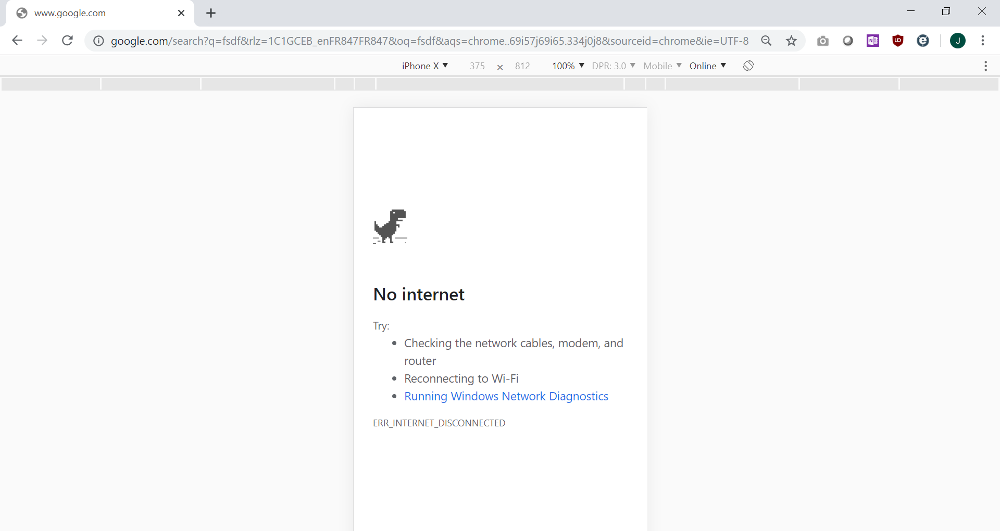 www.google.com
google.com/search?q=fsdf&rlz=1C1GCEB_enFR847FR847&oq=fsdf&aqs=chrome..69i57j69i65.334j0j8&sourceid=chrome&ie=UTF-8
J
iPhone X ▼ 375 × 812 100% ▼ DPR: 3.0 ▼ Mobile ▼ Online ▼
No internet
Try:
• Checking the network cables, modem, and
router
• Reconnecting to Wi-Fi
• Running Windows Network Diagnostics
ERR_INTERNET_DISCONNECTED